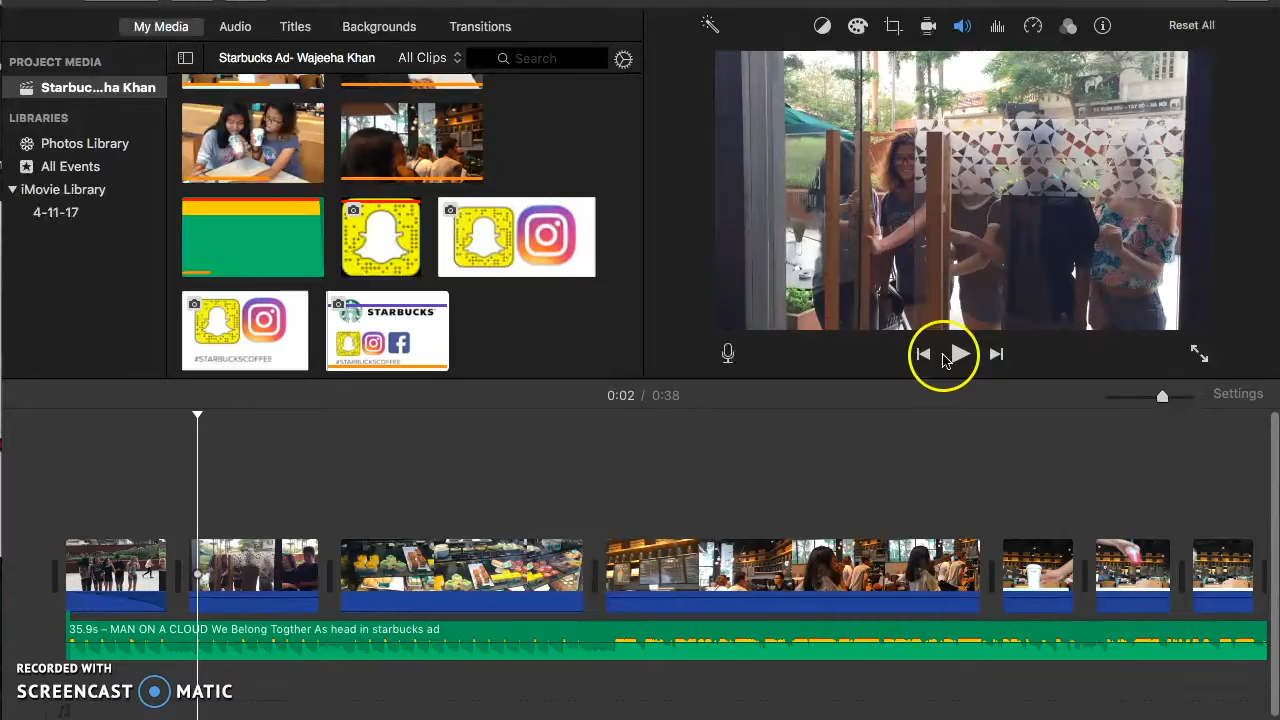 My Media Audio Titles Backgrounds Transitions
Reset All
PROJECT MEDIA
Starbucks Ad- Wajeeha Khan All Clips Search
Starbuc...ha Khan
LIBRARIES
Photos Library
All Events
iMovie Library
4-11-17
#STARBUCKSCOFFEE
STARBUCKS
#STARBUCKSCOFFEE
0:02 / 0:38
Settings
35.9s – MAN ON A CLOUD We Belong Togther As head in starbucks ad
RECORDED WITH
SCREENCAST MATIC